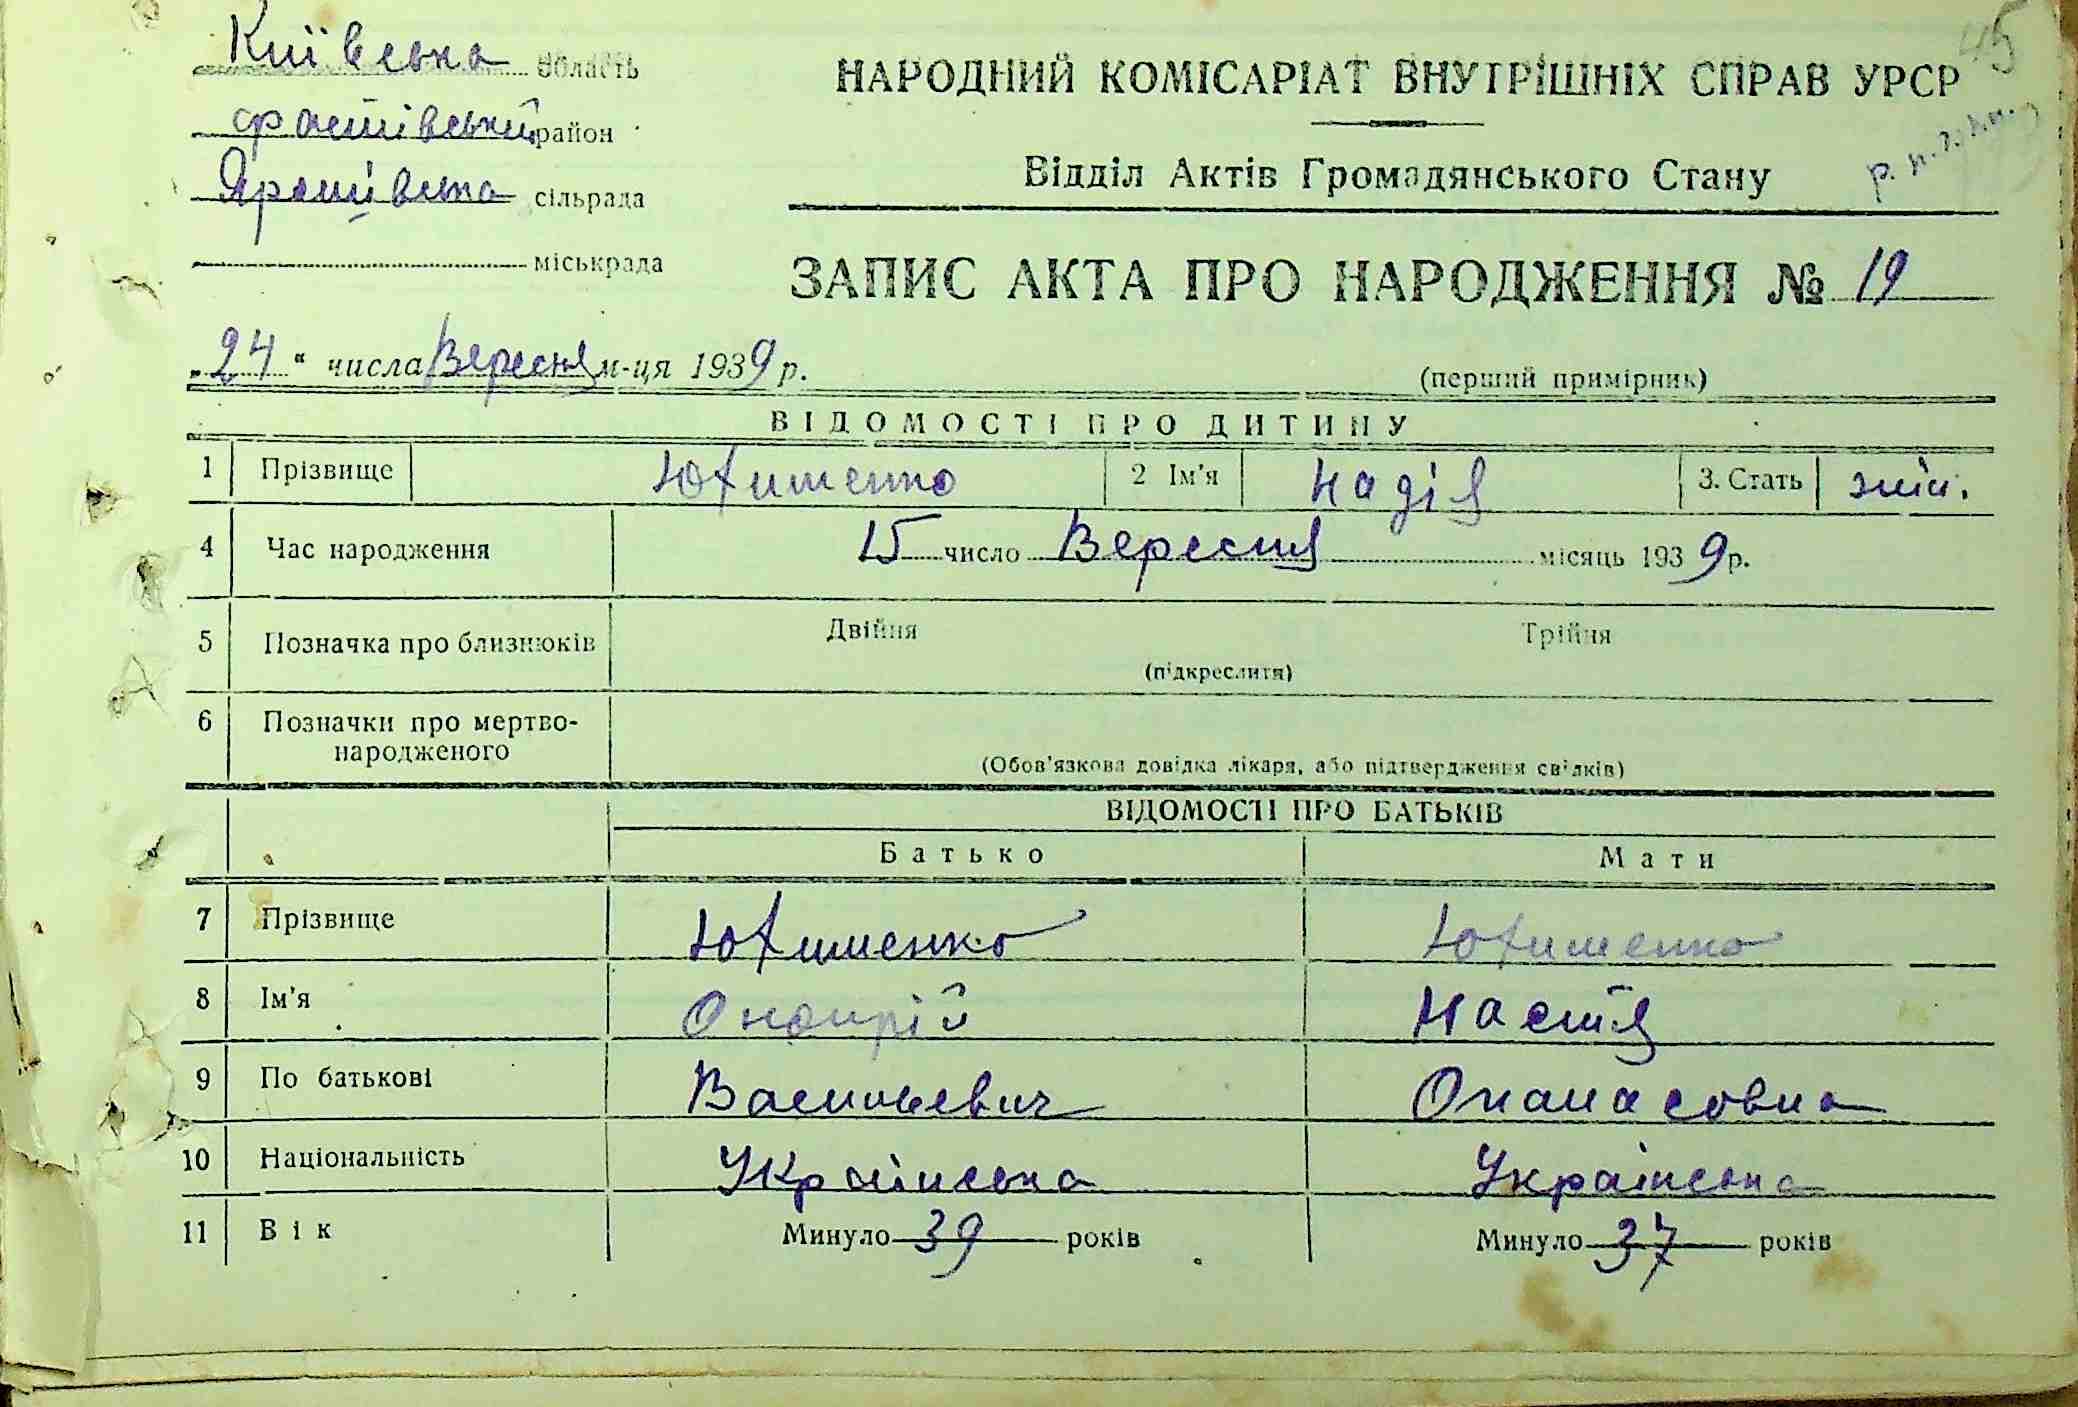 45
Київська область
НАРОДНИЙ КОМІСАРІАТ ВНУТРІШНІХ СПРАВ УРСР
Фастівський район
Відділ Актів Громадянського Стану
Ярошівська сільрада
міськрада
ЗАПИС АКТА ПРО НАРОДЖЕННЯ № 19
„24“ числа Вересня м-ця 1939 р.
(перший примірник)
ВІДОМОСТІ ПРО ДИТИНУ
1 Прізвище Юхименко 2 Ім'я Надія 3. Стать жін.
4 Час народження 15 число Вересня місяць 1939 р.
5 Позначка про близнюків Двійня Трійня
(підкреслити)
6 Позначки про мертво-
народженого
(Обов'язкова довідка лікаря, або підтвердження свідків)
ВІДОМОСТІ ПРО БАТЬКІВ
Батько Мати
7 Прізвище Юхименко Юхименко
8 Ім'я Онопрій Настя
9 По батькові Васильевич Опанасовна
10 Національність Українська Українська
11 Вік Минуло 39 років Минуло 37 років